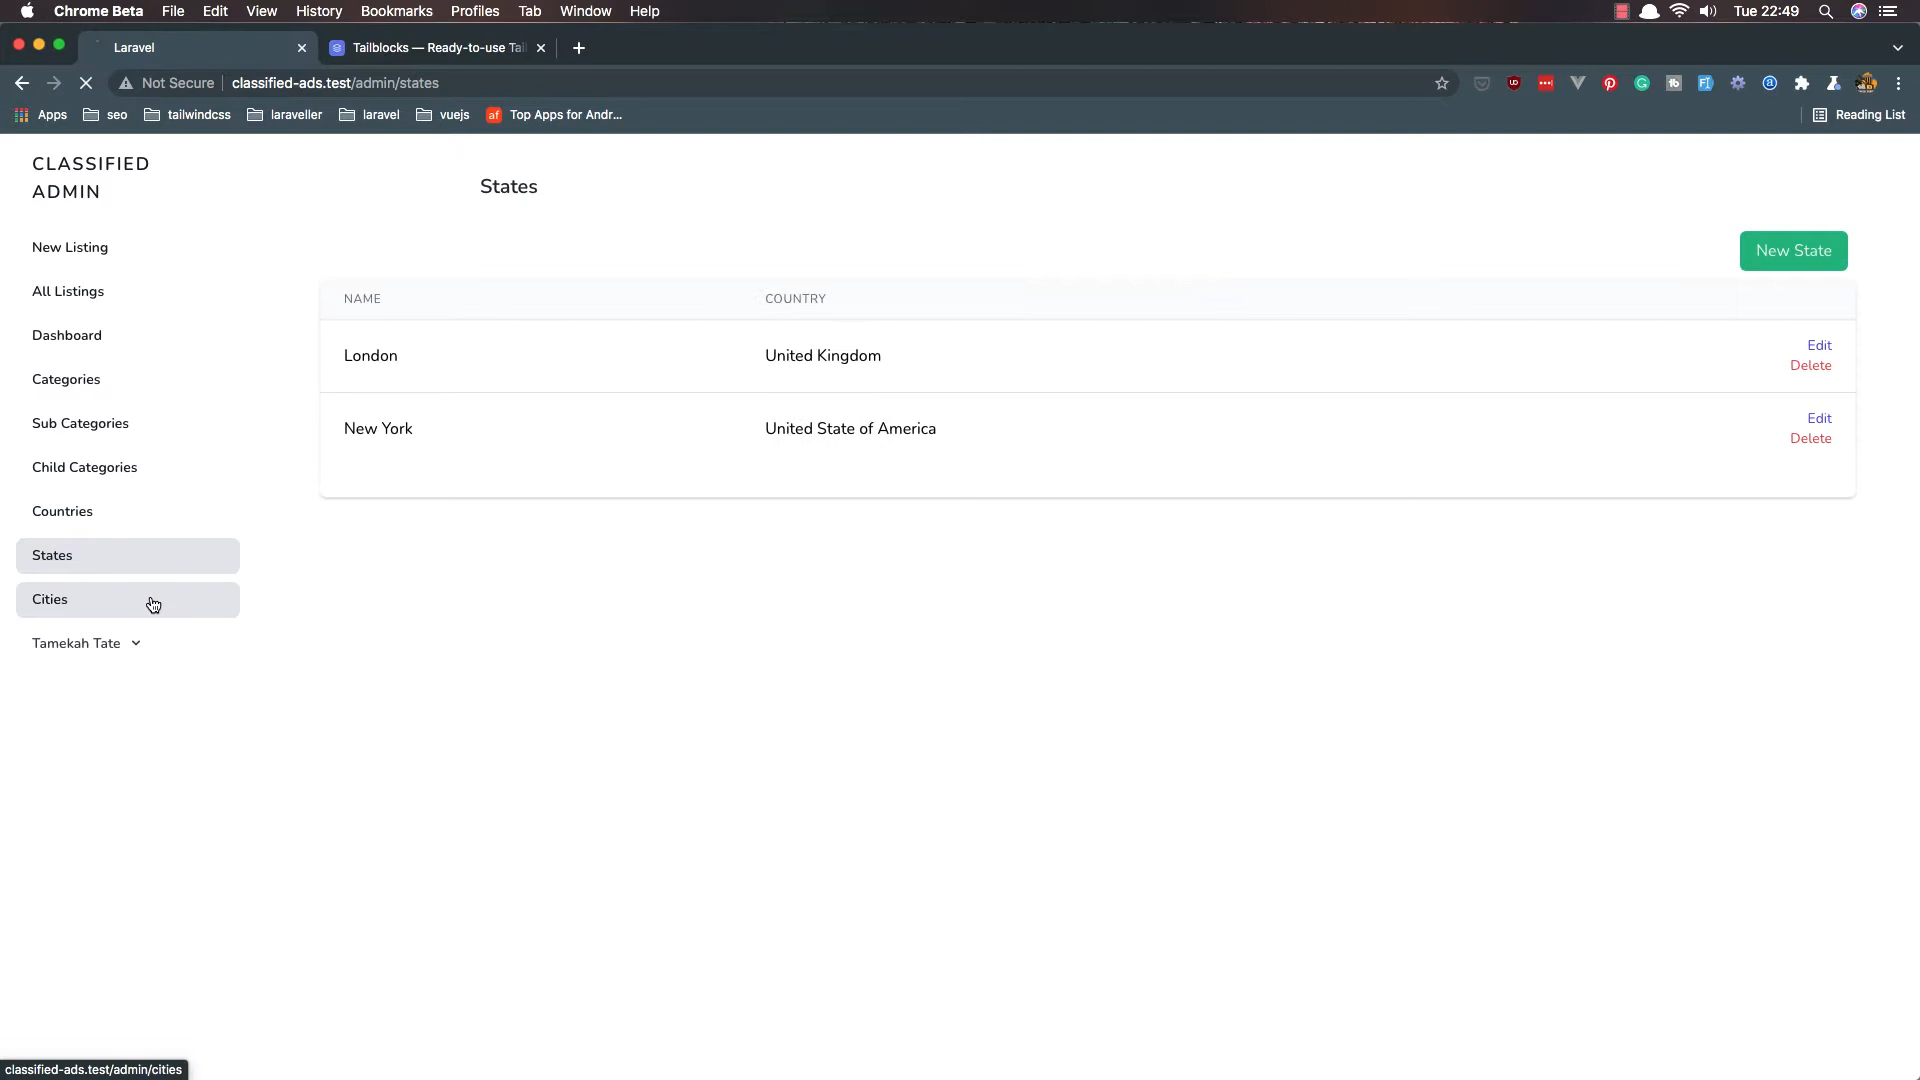 Chrome Beta File Edit View History Bookmarks Profiles Tab Window Help Tue 22:49
Laravel Tailblocks — Ready-to-use Tai
Not Secure classified-ads.test/admin/states
Apps seo tailwindcss laraveller laravel vuejs af Top Apps for Andr... Reading List
CLASSIFIED
ADMIN
New Listing
All Listings
Dashboard
Categories
Sub Categories
Child Categories
Countries
States
Cities
Tamekah Tate
States
New State
NAME COUNTRY
London United Kingdom Edit
Delete
New York United State of America Edit
Delete
classified-ads.test/admin/cities